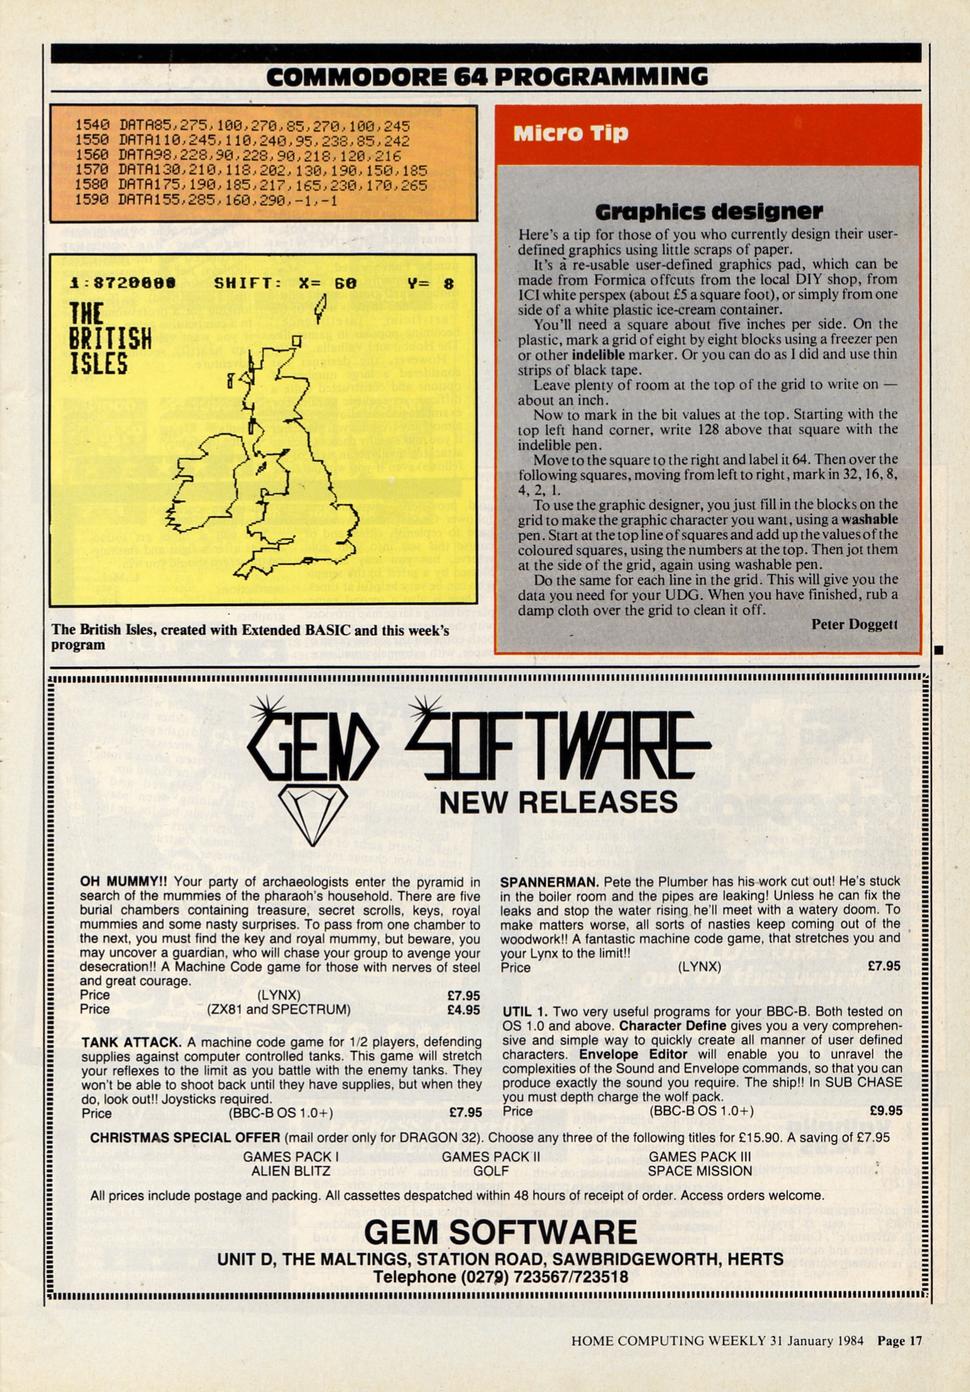 COMMODORE 64 PROGRAMMING
1540 DATA85,275,100,270,85,270,100,245
1550 DATA110,245,110,240,95,238,85,242
1560 DATA98,228,90,228,90,218,120,216
1570 DATA130,210,118,202,130,190,150,185
1580 DATA175,190,185,217,165,230,170,265
1590 DATA155,285,160,290,-1,-1
1:8720000 SHIFT: X= 60 Y= 8
THE
BRITISH
ISLES
The British Isles, created with Extended BASIC and this week's
program
Micro Tip
Graphics designer
Here's a tip for those of you who currently design their user-
defined graphics using little scraps of paper.
It's a re-usable user-defined graphics pad, which can be
made from Formica offcuts from the local DIY shop, from
ICI white perspex (about £5 a square foot), or simply from one
side of a white plastic ice-cream container.
You'll need a square about five inches per side. On the
plastic, mark a grid of eight by eight blocks using a freezer pen
or other indelible marker. Or you can do as I did and use thin
strips of black tape.
Leave plenty of room at the top of the grid to write on —
about an inch.
Now to mark in the bit values at the top. Starting with the
top left hand corner, write 128 above that square with the
indelible pen.
Move to the square to the right and label it 64. Then over the
following squares, moving from left to right, mark in 32, 16, 8,
4, 2, 1.
To use the graphic designer, you just fill in the blocks on the
grid to make the graphic character you want, using a washable
pen. Start at the top line of squares and add up the values of the
coloured squares, using the numbers at the top. Then jot them
at the side of the grid, again using washable pen.
Do the same for each line in the grid. This will give you the
data you need for your UDG. When you have finished, rub a
damp cloth over the grid to clean it off.
Peter Doggett
GEM SOFTWARE
NEW RELEASES
OH MUMMY!! Your party of archaeologists enter the pyramid in
search of the mummies of the pharaoh's household. There are five
burial chambers containing treasure, secret scrolls, keys, royal
mummies and some nasty surprises. To pass from one chamber to
the next, you must find the key and royal mummy, but beware, you
may uncover a guardian, who will chase your group to avenge your
desecration!! A Machine Code game for those with nerves of steel
and great courage.
Price (LYNX) £7.95
Price (ZX81 and SPECTRUM) £4.95
TANK ATTACK. A machine code game for 1/2 players, defending
supplies against computer controlled tanks. This game will stretch
your reflexes to the limit as you battle with the enemy tanks. They
won't be able to shoot back until they have supplies, but when they
do, look out!! Joysticks required.
Price (BBC-B OS 1.0+) £7.95
SPANNERMAN. Pete the Plumber has his work cut out! He's stuck
in the boiler room and the pipes are leaking! Unless he can fix the
leaks and stop the water rising he'll meet with a watery doom. To
make matters worse, all sorts of nasties keep coming out of the
woodwork!! A fantastic machine code game, that stretches you and
your Lynx to the limit!!
Price (LYNX) £7.95
UTIL 1. Two very useful programs for your BBC-B. Both tested on
OS 1.0 and above. Character Define gives you a very comprehen-
sive and simple way to quickly create all manner of user defined
characters. Envelope Editor will enable you to unravel the
complexities of the Sound and Envelope commands, so that you can
produce exactly the sound you require. The ship!! In SUB CHASE
you must depth charge the wolf pack.
Price (BBC-B OS 1.0+) £9.95
CHRISTMAS SPECIAL OFFER (mail order only for DRAGON 32). Choose any three of the following titles for £15.90. A saving of £7.95
GAMES PACK I GAMES PACK II GAMES PACK III
ALIEN BLITZ GOLF SPACE MISSION
All prices include postage and packing. All cassettes despatched within 48 hours of receipt of order. Access orders welcome.
GEM SOFTWARE
UNIT D, THE MALTINGS, STATION ROAD, SAWBRIDGEWORTH, HERTS
Telephone (0279) 723567/723518
HOME COMPUTING WEEKLY 31 January 1984 Page 17